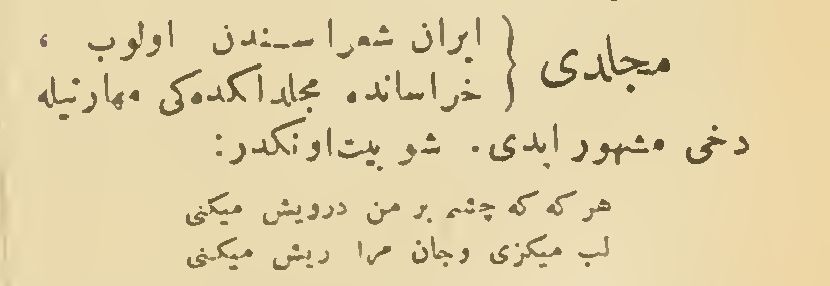 مجلدی { ایران شعراسندن اولوب ،
خراسانده مجلدلکده‌کی مهارتیله
دخی مشهور ایدی. شو بیت اونکدر:
هر که که چشم بر من درویش میکنی
لب میکزی وجان مرا ریش میکنی